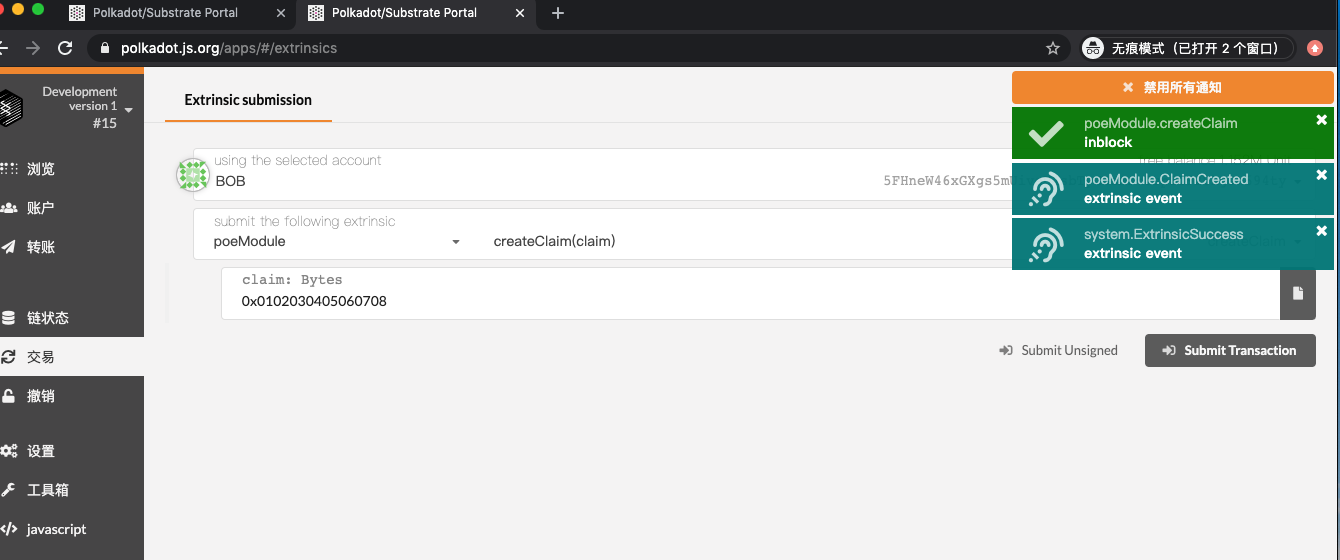 Polkadot/Substrate Portal
Polkadot/Substrate Portal
polkadot.js.org/apps/#/extrinsics
无痕模式（已打开 2 个窗口）
Development
version 1
#15
浏览
账户
转账
链状态
交易
撤销
设置
工具箱
javascript
Extrinsic submission
using the selected account
BOB
5FHneW46xGXgs5m
submit the following extrinsic
poeModule
createClaim(claim)
claim: Bytes
0x0102030405060708
Submit Unsigned
Submit Transaction
禁用所有通知
poeModule.createClaim
inblock
poeModule.ClaimCreated
extrinsic event
system.ExtrinsicSuccess
extrinsic event